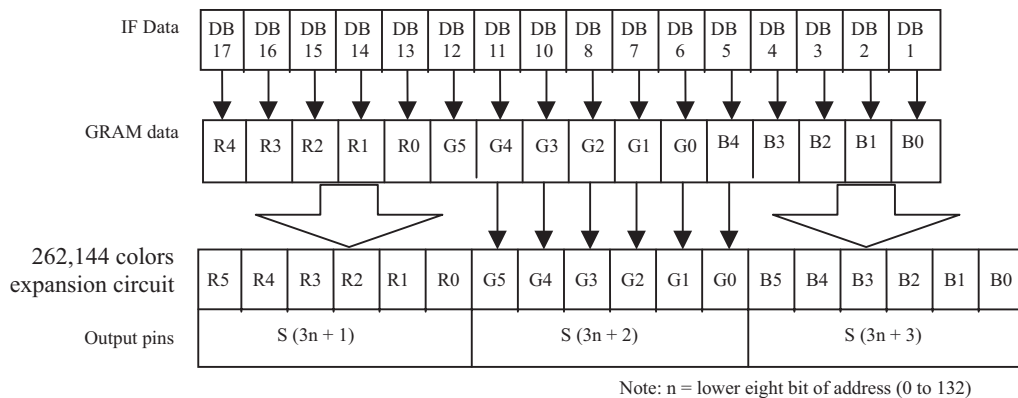 IF Data DB 17 DB 16 DB 15 DB 14 DB 13 DB 12 DB 11 DB 10 DB 8 DB 7 DB 6 DB 5 DB 4 DB 3 DB 2 DB 1
GRAM data R4 R3 R2 R1 R0 G5 G4 G3 G2 G1 G0 B4 B3 B2 B1 B0
262,144 colors
expansion circuit R5 R4 R3 R2 R1 R0 G5 G4 G3 G2 G1 G0 B5 B4 B3 B2 B1 B0
Output pins S (3n + 1) S (3n + 2) S (3n + 3)
Note: n = lower eight bit of address (0 to 132)